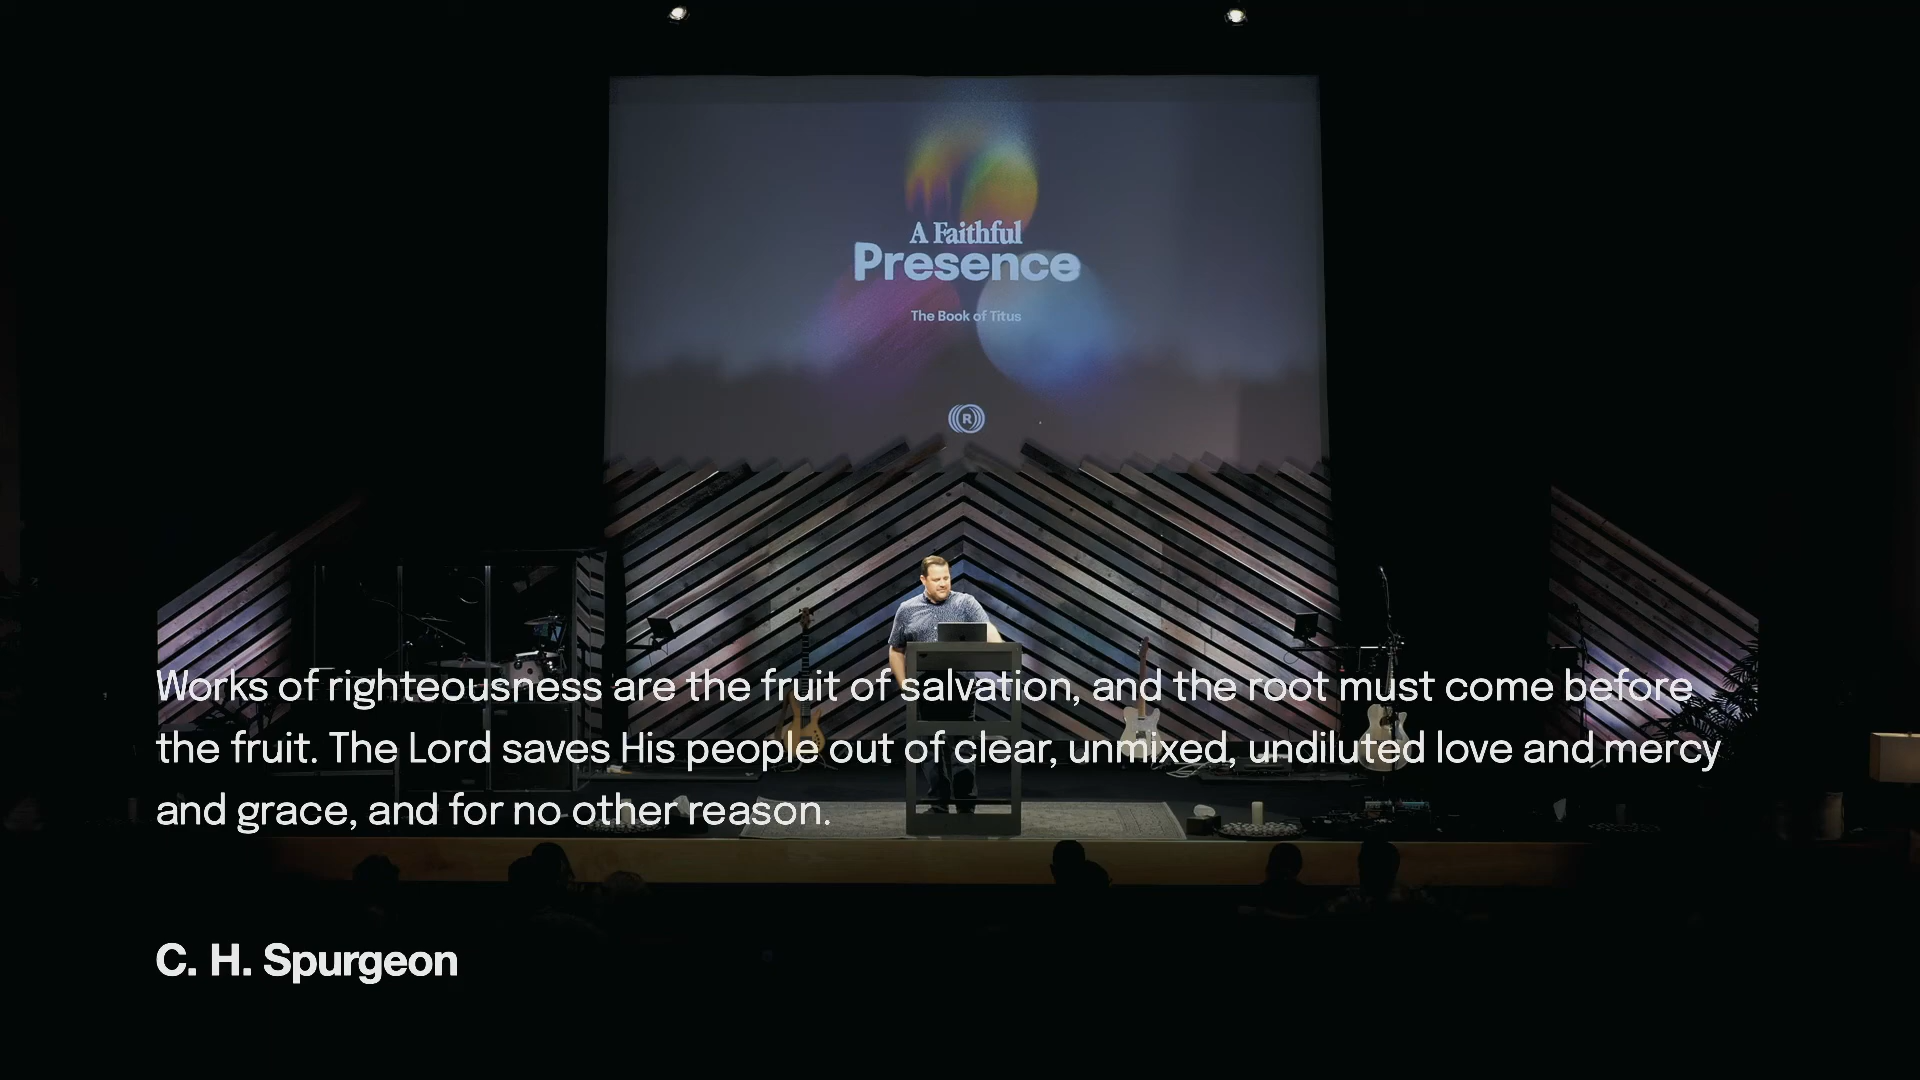 A Faithful
Presence
The Book of Titus
R
Works of righteousness are the fruit of salvation, and the root must come before
the fruit. The Lord saves His people out of clear, unmixed, undiluted love and mercy
and grace, and for no other reason.
C. H. Spurgeon